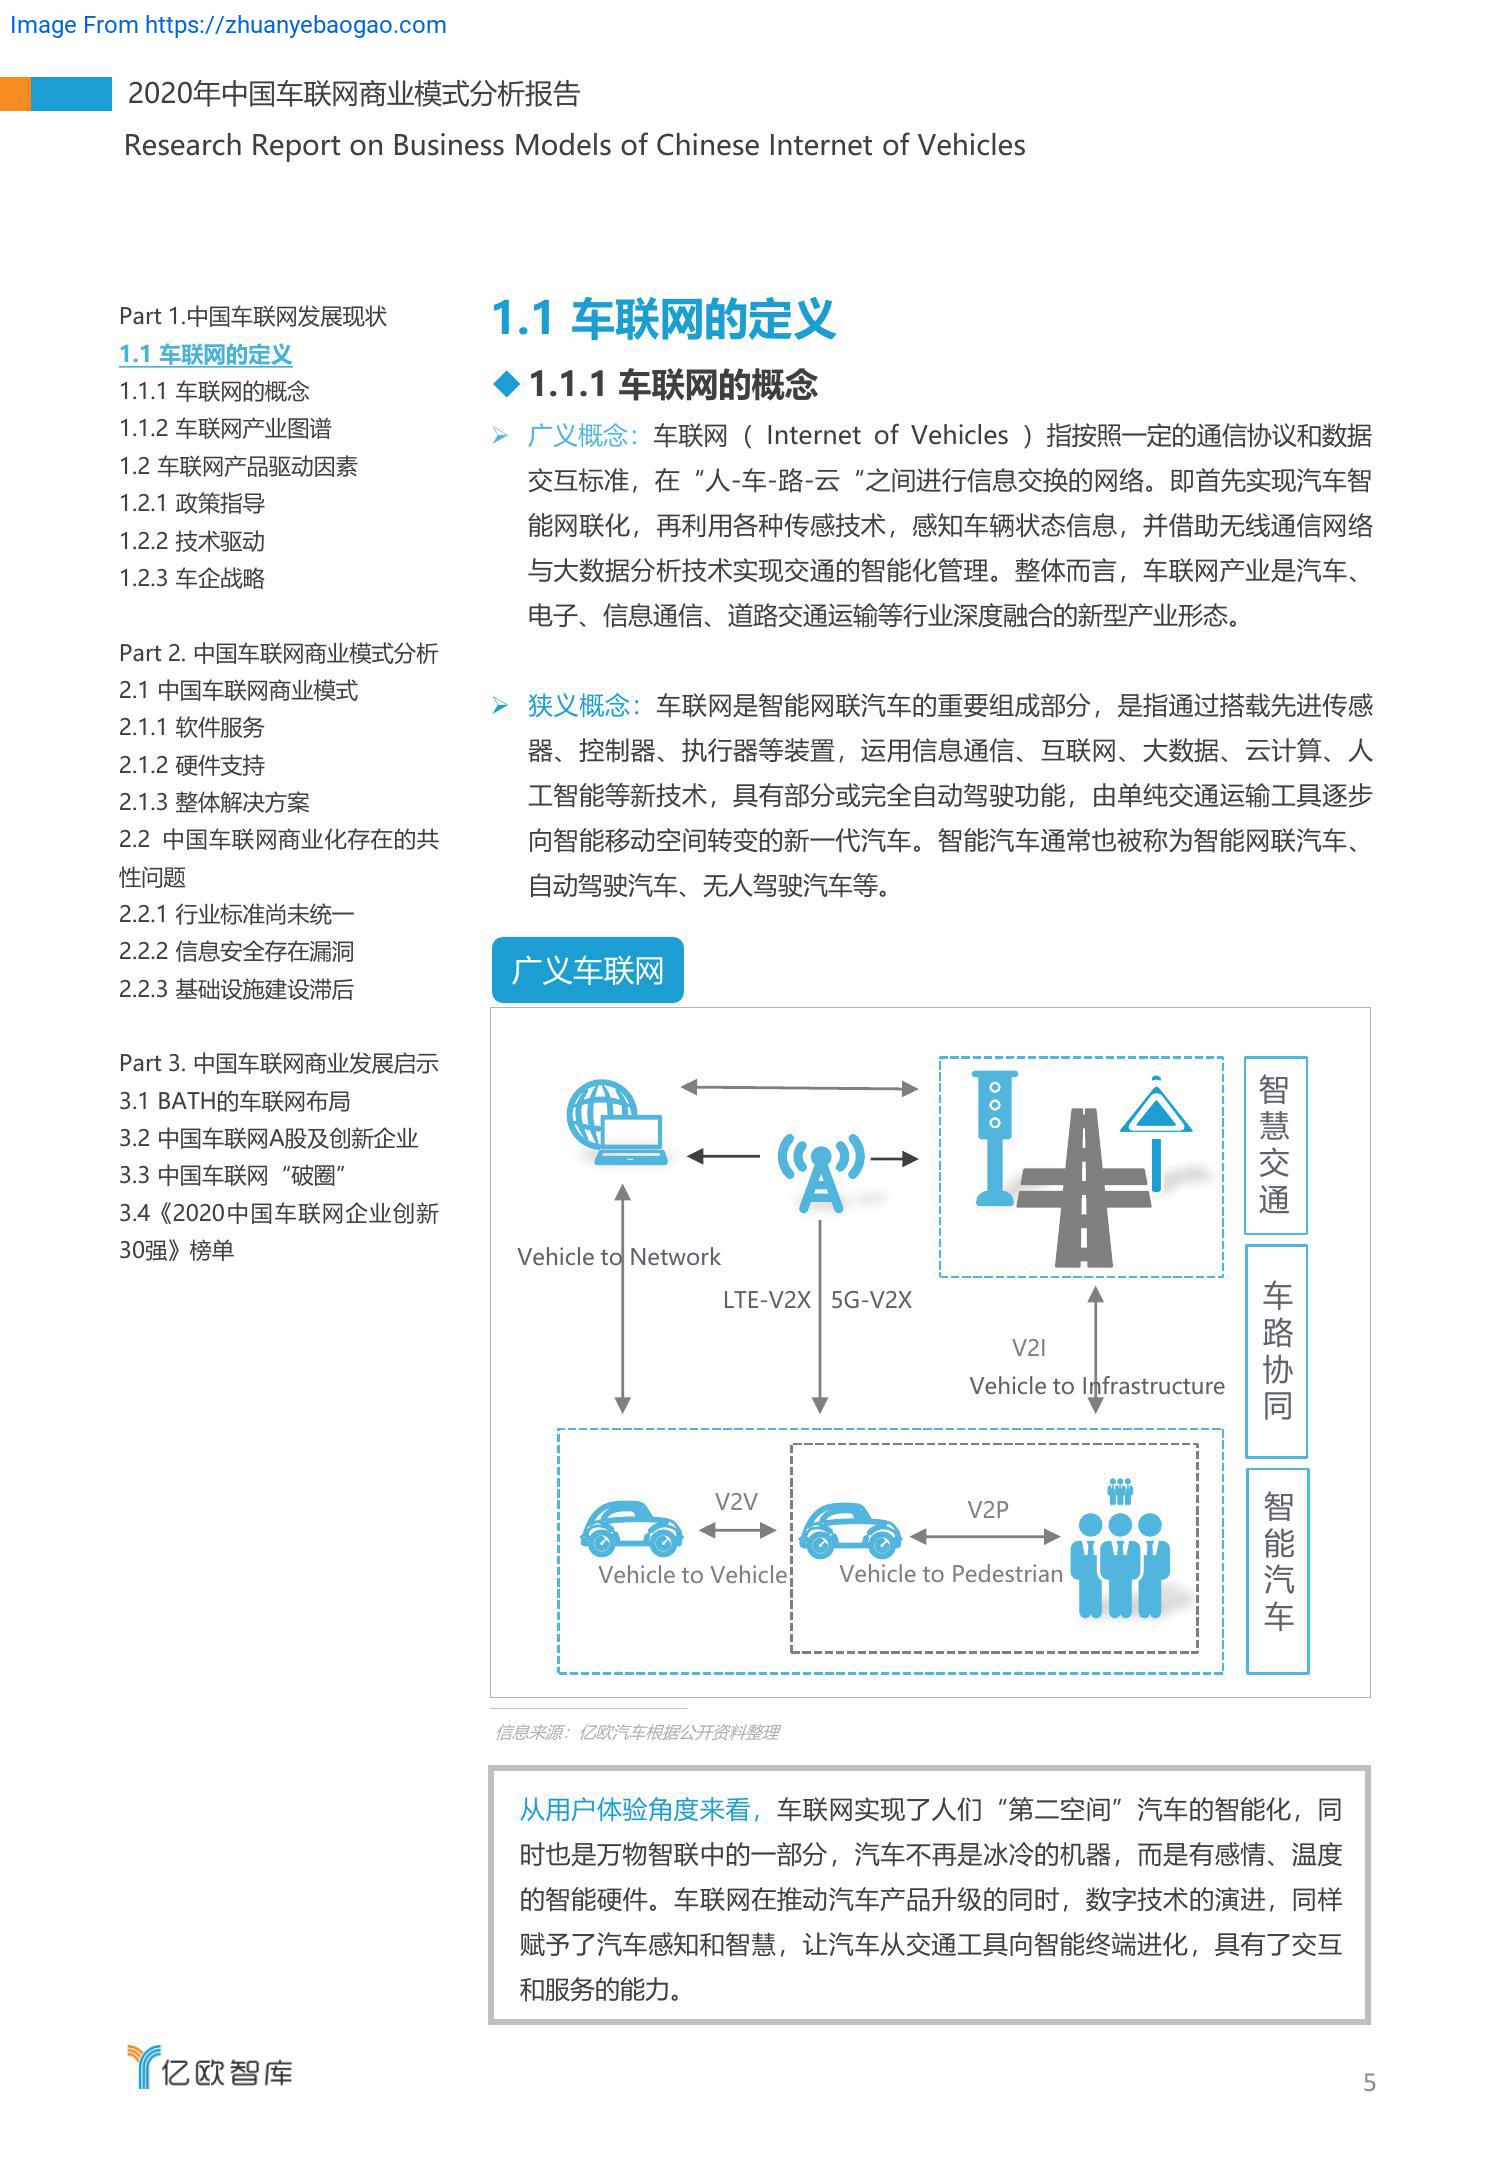 Image From https://zhuanyebaogao.com
2020年中国车联网商业模式分析报告
Research Report on Business Models of Chinese Internet of Vehicles
Part 1.中国车联网发展现状
1.1 车联网的定义
1.1.1 车联网的概念
1.1.2 车联网产业图谱
1.2 车联网产品驱动因素
1.2.1 政策指导
1.2.2 技术驱动
1.2.3 车企战略
Part 2. 中国车联网商业模式分析
2.1 中国车联网商业模式
2.1.1 软件服务
2.1.2 硬件支持
2.1.3 整体解决方案
2.2 中国车联网商业化存在的共
性问题
2.2.1 行业标准尚未统一
2.2.2 信息安全存在漏洞
2.2.3 基础设施建设滞后
Part 3. 中国车联网商业发展启示
3.1 BATH的车联网布局
3.2 中国车联网A股及创新企业
3.3 中国车联网“破圈”
3.4《2020中国车联网企业创新
30强》榜单
1.1 车联网的定义
◆ 1.1.1 车联网的概念
➢ 广义概念：车联网（ Internet of Vehicles ）指按照一定的通信协议和数据
交互标准，在“人-车-路-云“之间进行信息交换的网络。即首先实现汽车智
能网联化，再利用各种传感技术，感知车辆状态信息，并借助无线通信网络
与大数据分析技术实现交通的智能化管理。整体而言，车联网产业是汽车、
电子、信息通信、道路交通运输等行业深度融合的新型产业形态。
➢ 狭义概念：车联网是智能网联汽车的重要组成部分，是指通过搭载先进传感
器、控制器、执行器等装置，运用信息通信、互联网、大数据、云计算、人
工智能等新技术，具有部分或完全自动驾驶功能，由单纯交通运输工具逐步
向智能移动空间转变的新一代汽车。智能汽车通常也被称为智能网联汽车、
自动驾驶汽车、无人驾驶汽车等。
广义车联网
智慧交通
Vehicle to Network
LTE-V2X 5G-V2X
V2I
Vehicle to Infrastructure
车路协同
V2V
Vehicle to Vehicle
V2P
Vehicle to Pedestrian
智能汽车
信息来源：亿欧汽车根据公开资料整理
从用户体验角度来看，车联网实现了人们“第二空间”汽车的智能化，同
时也是万物智联中的一部分，汽车不再是冰冷的机器，而是有感情、温度
的智能硬件。车联网在推动汽车产品升级的同时，数字技术的演进，同样
赋予了汽车感知和智慧，让汽车从交通工具向智能终端进化，具有了交互
和服务的能力。
亿欧智库
5